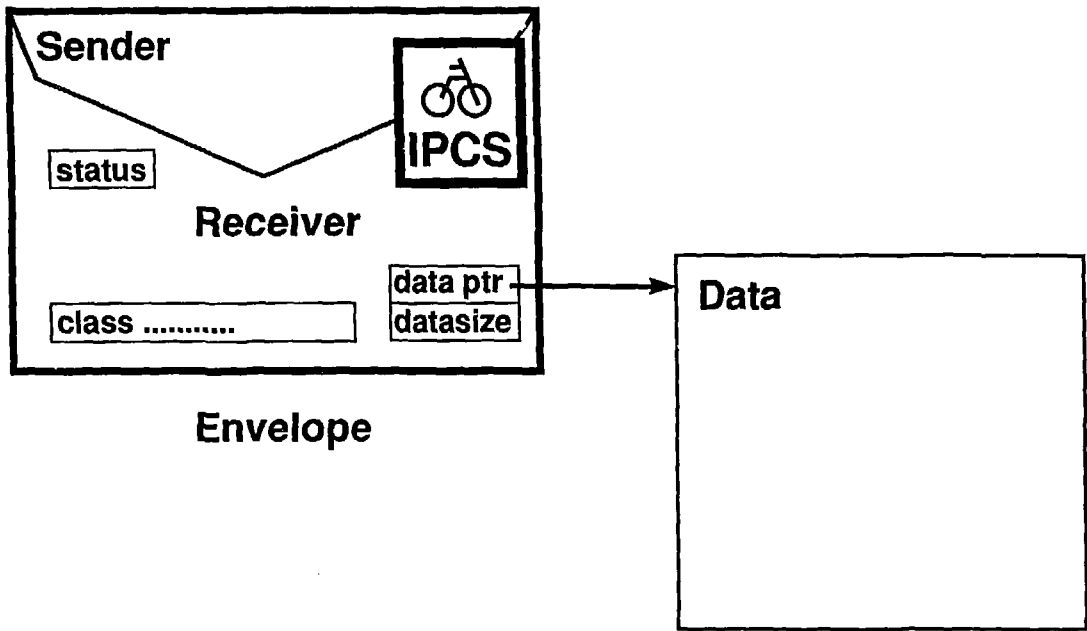 Sender
IPCS
status
Receiver
data ptr
Data
class ...........
datasize
Envelope